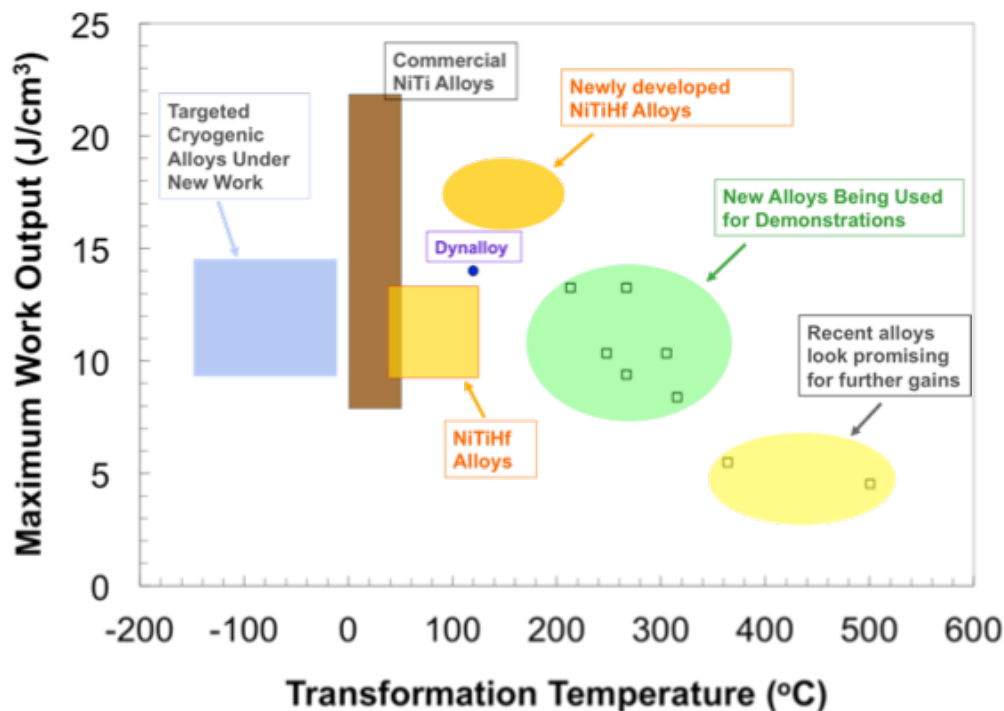 Maximum Work Output (J/cm³)
25
20
15
10
5
0
-200 -100 0 100 200 300 400 500 600
Transformation Temperature (ºC)
Targeted
Cryogenic
Alloys Under
New Work
Commercial
NiTi Alloys
Newly developed
NiTiHf Alloys
Dynalloy
New Alloys Being Used
for Demonstrations
NiTiHf
Alloys
Recent alloys
look promising
for further gains